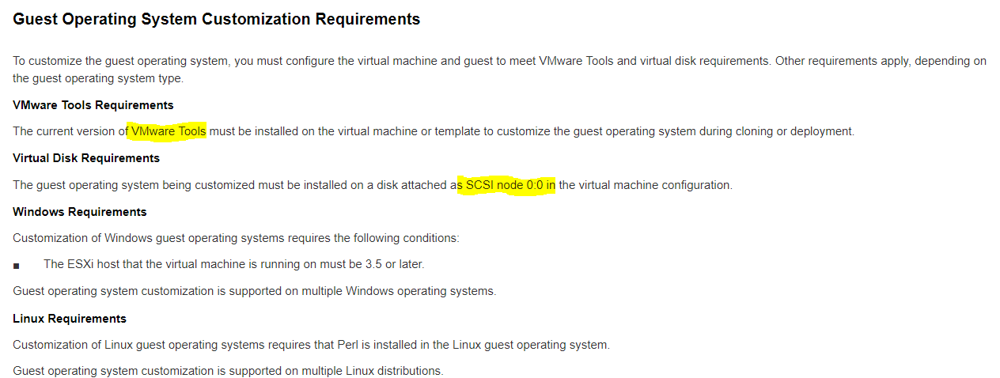 Guest Operating System Customization Requirements
To customize the guest operating system, you must configure the virtual machine and guest to meet VMware Tools and virtual disk requirements. Other requirements apply, depending on
the guest operating system type.
VMware Tools Requirements
The current version of VMware Tools must be installed on the virtual machine or template to customize the guest operating system during cloning or deployment.
Virtual Disk Requirements
The guest operating system being customized must be installed on a disk attached as SCSI node 0:0 in the virtual machine configuration.
Windows Requirements
Customization of Windows guest operating systems requires the following conditions:
■ The ESXi host that the virtual machine is running on must be 3.5 or later.
Guest operating system customization is supported on multiple Windows operating systems.
Linux Requirements
Customization of Linux guest operating systems requires that Perl is installed in the Linux guest operating system.
Guest operating system customization is supported on multiple Linux distributions.